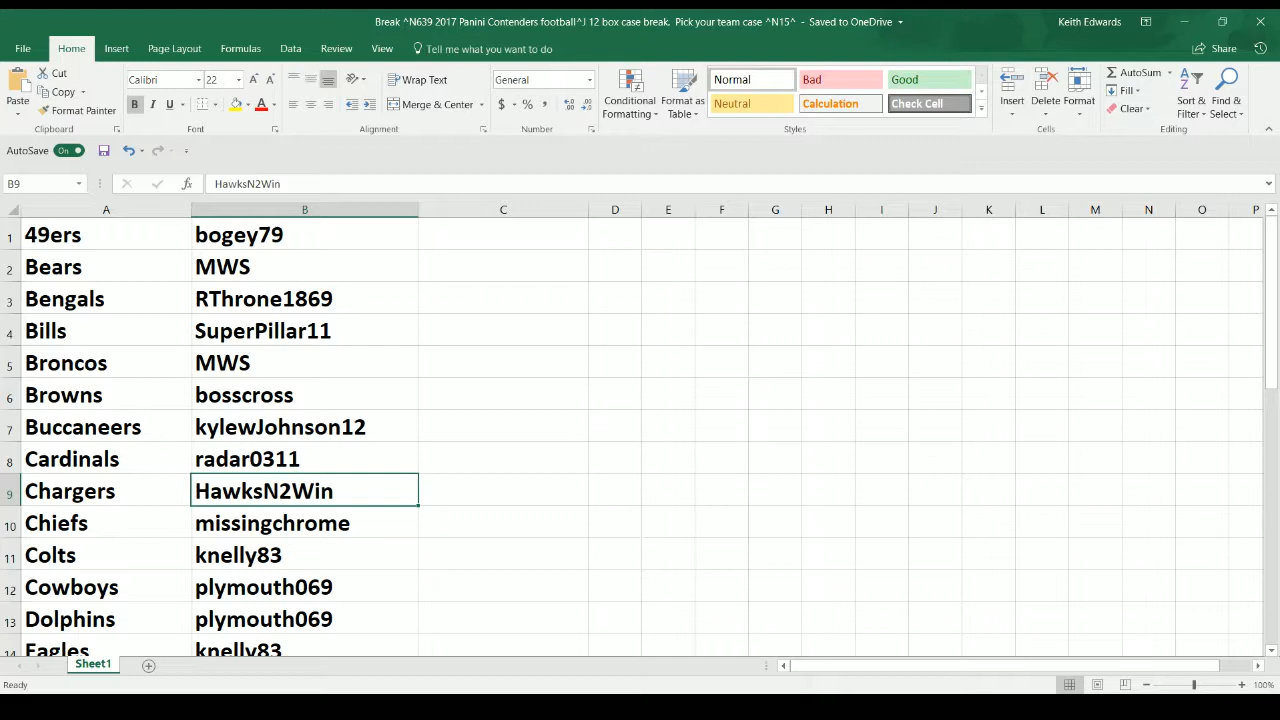 Break ^N639 2017 Panini Contenders football^J 12 box case break. Pick your team case ^N15^ - Saved to OneDrive
Keith Edwards
File Home Insert Page Layout Formulas Data Review View Tell me what you want to do Share
Cut
Copy
Format Painter
Paste
Clipboard
Calibri 22
B I U
Font
Wrap Text
Merge & Center
Alignment
General
$ % ,
Number
Conditional Formatting
Format as Table
Normal Bad Good
Neutral Calculation Check Cell
Styles
Insert Delete Format
Cells
AutoSum
Fill
Clear
Sort & Filter
Find & Select
Editing
AutoSave On
B9 fx HawksN2Win
A B C D E F G H I J K L M N O P
1 49ers bogey79
2 Bears MWS
3 Bengals RThrone1869
4 Bills SuperPillar11
5 Broncos MWS
6 Browns bosscross
7 Buccaneers kylewJohnson12
8 Cardinals radar0311
9 Chargers HawksN2Win
10 Chiefs missingchrome
11 Colts knelly83
12 Cowboys plymouth069
13 Dolphins plymouth069
14 Eagles knelly83
Sheet1
Ready
100%